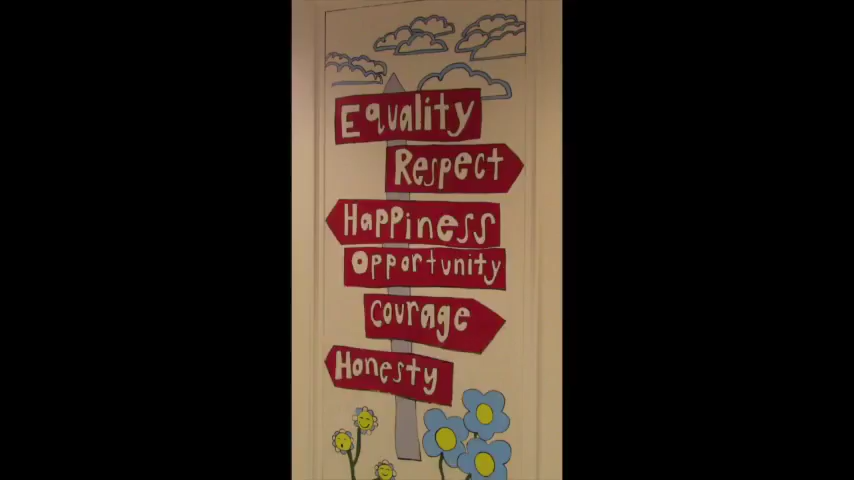 Equality
Respect
Happiness
Opportunity
Courage
Honesty